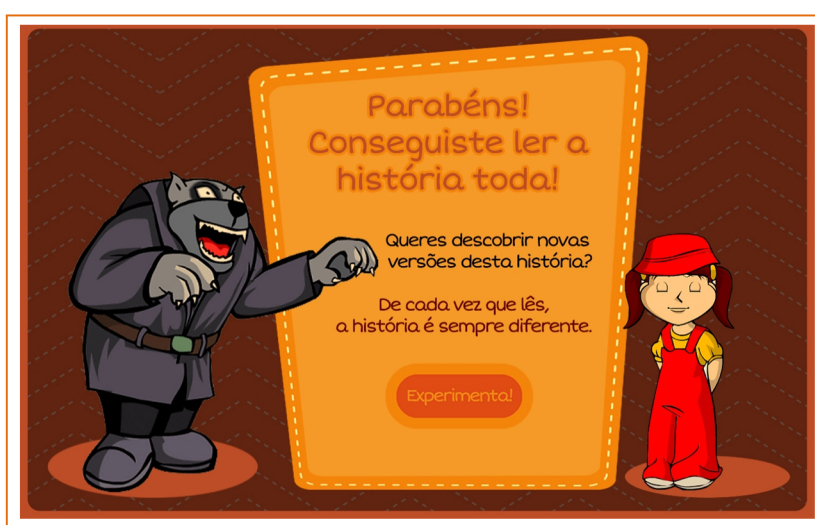 Parabéns!
Conseguiste ler a
história toda!
Queres descobrir novas
versões desta história?
De cada vez que lês,
a história é sempre diferente.
Experimenta!